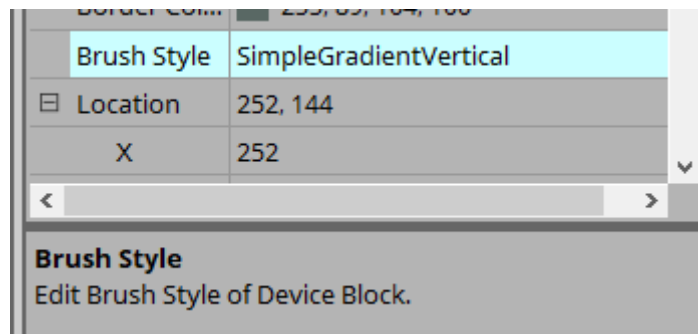 Brush Style SimpleGradientVertical
Location 252, 144
X 252
Brush Style
Edit Brush Style of Device Block.